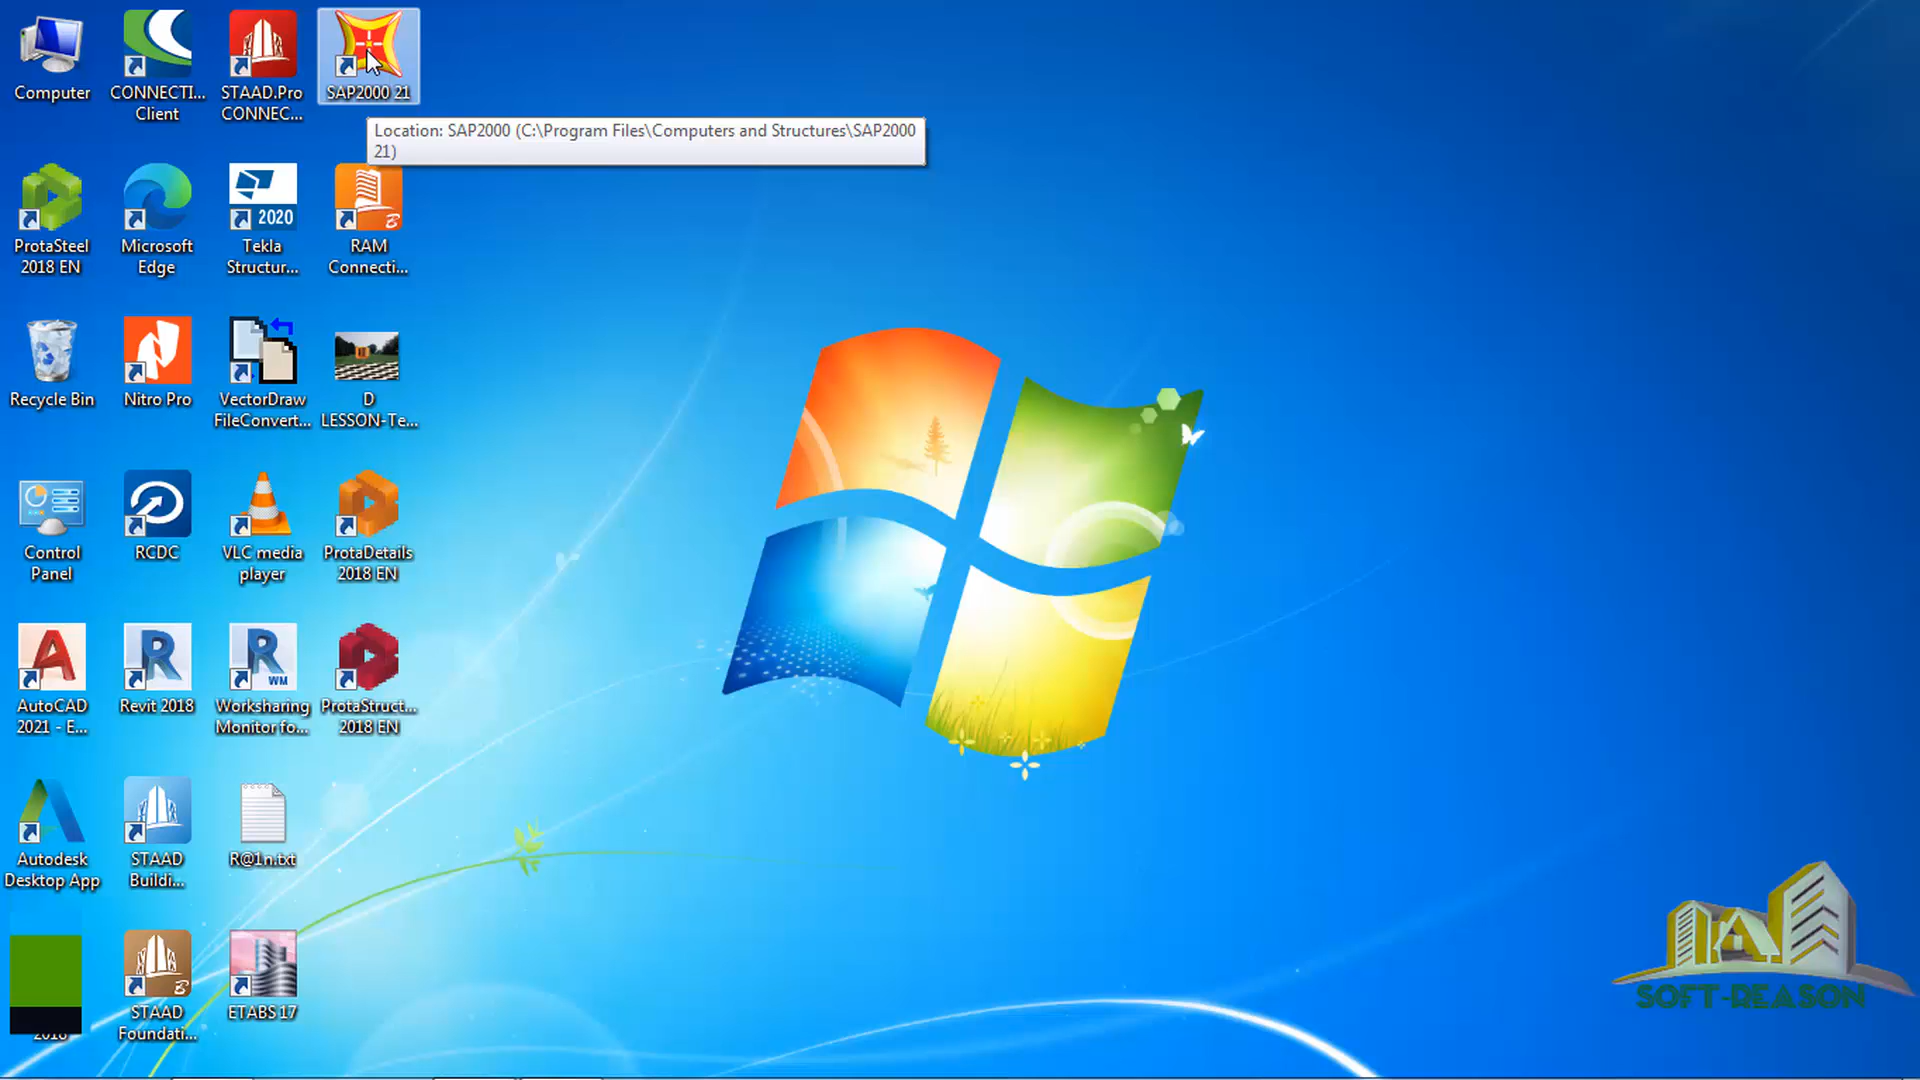 Computer
CONNECTI...
Client
STAAD.Pro
CONNEC...
SAP2000 21
Location: SAP2000 (C:\Program Files\Computers and Structures\SAP2000
21)
ProtaSteel
2018 EN
Microsoft
Edge
2020
Tekla
Structur...
B
RAM
Connecti...
Recycle Bin
Nitro Pro
VectorDraw
FileConvert...
D
LESSON-Te...
Control
Panel
RCDC
VLC media
player
ProtaDetails
2018 EN
AutoCAD
2021 - E...
Revit 2018
WM
Worksharing
Monitor fo...
ProtaStruct...
2018 EN
Autodesk
Desktop App
STAAD
Buildi...
R@1n.txt
2018
B
STAAD
Foundati...
ETABS 17
SOFT-REASON